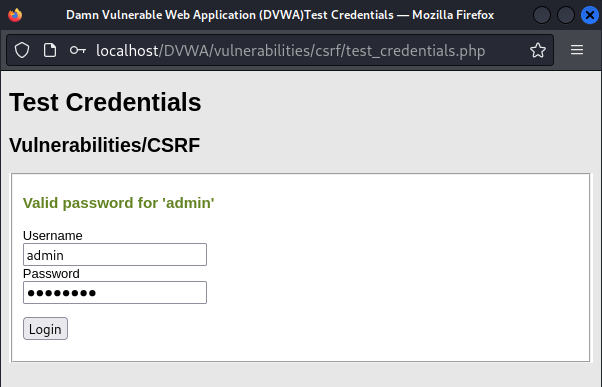 Damn Vulnerable Web Application (DVWA)Test Credentials — Mozilla Firefox
localhost/DVWA/vulnerabilities/csrf/test_credentials.php
Test Credentials
Vulnerabilities/CSRF
Valid password for 'admin'
Username
admin
Password
●●●●●●●●
Login